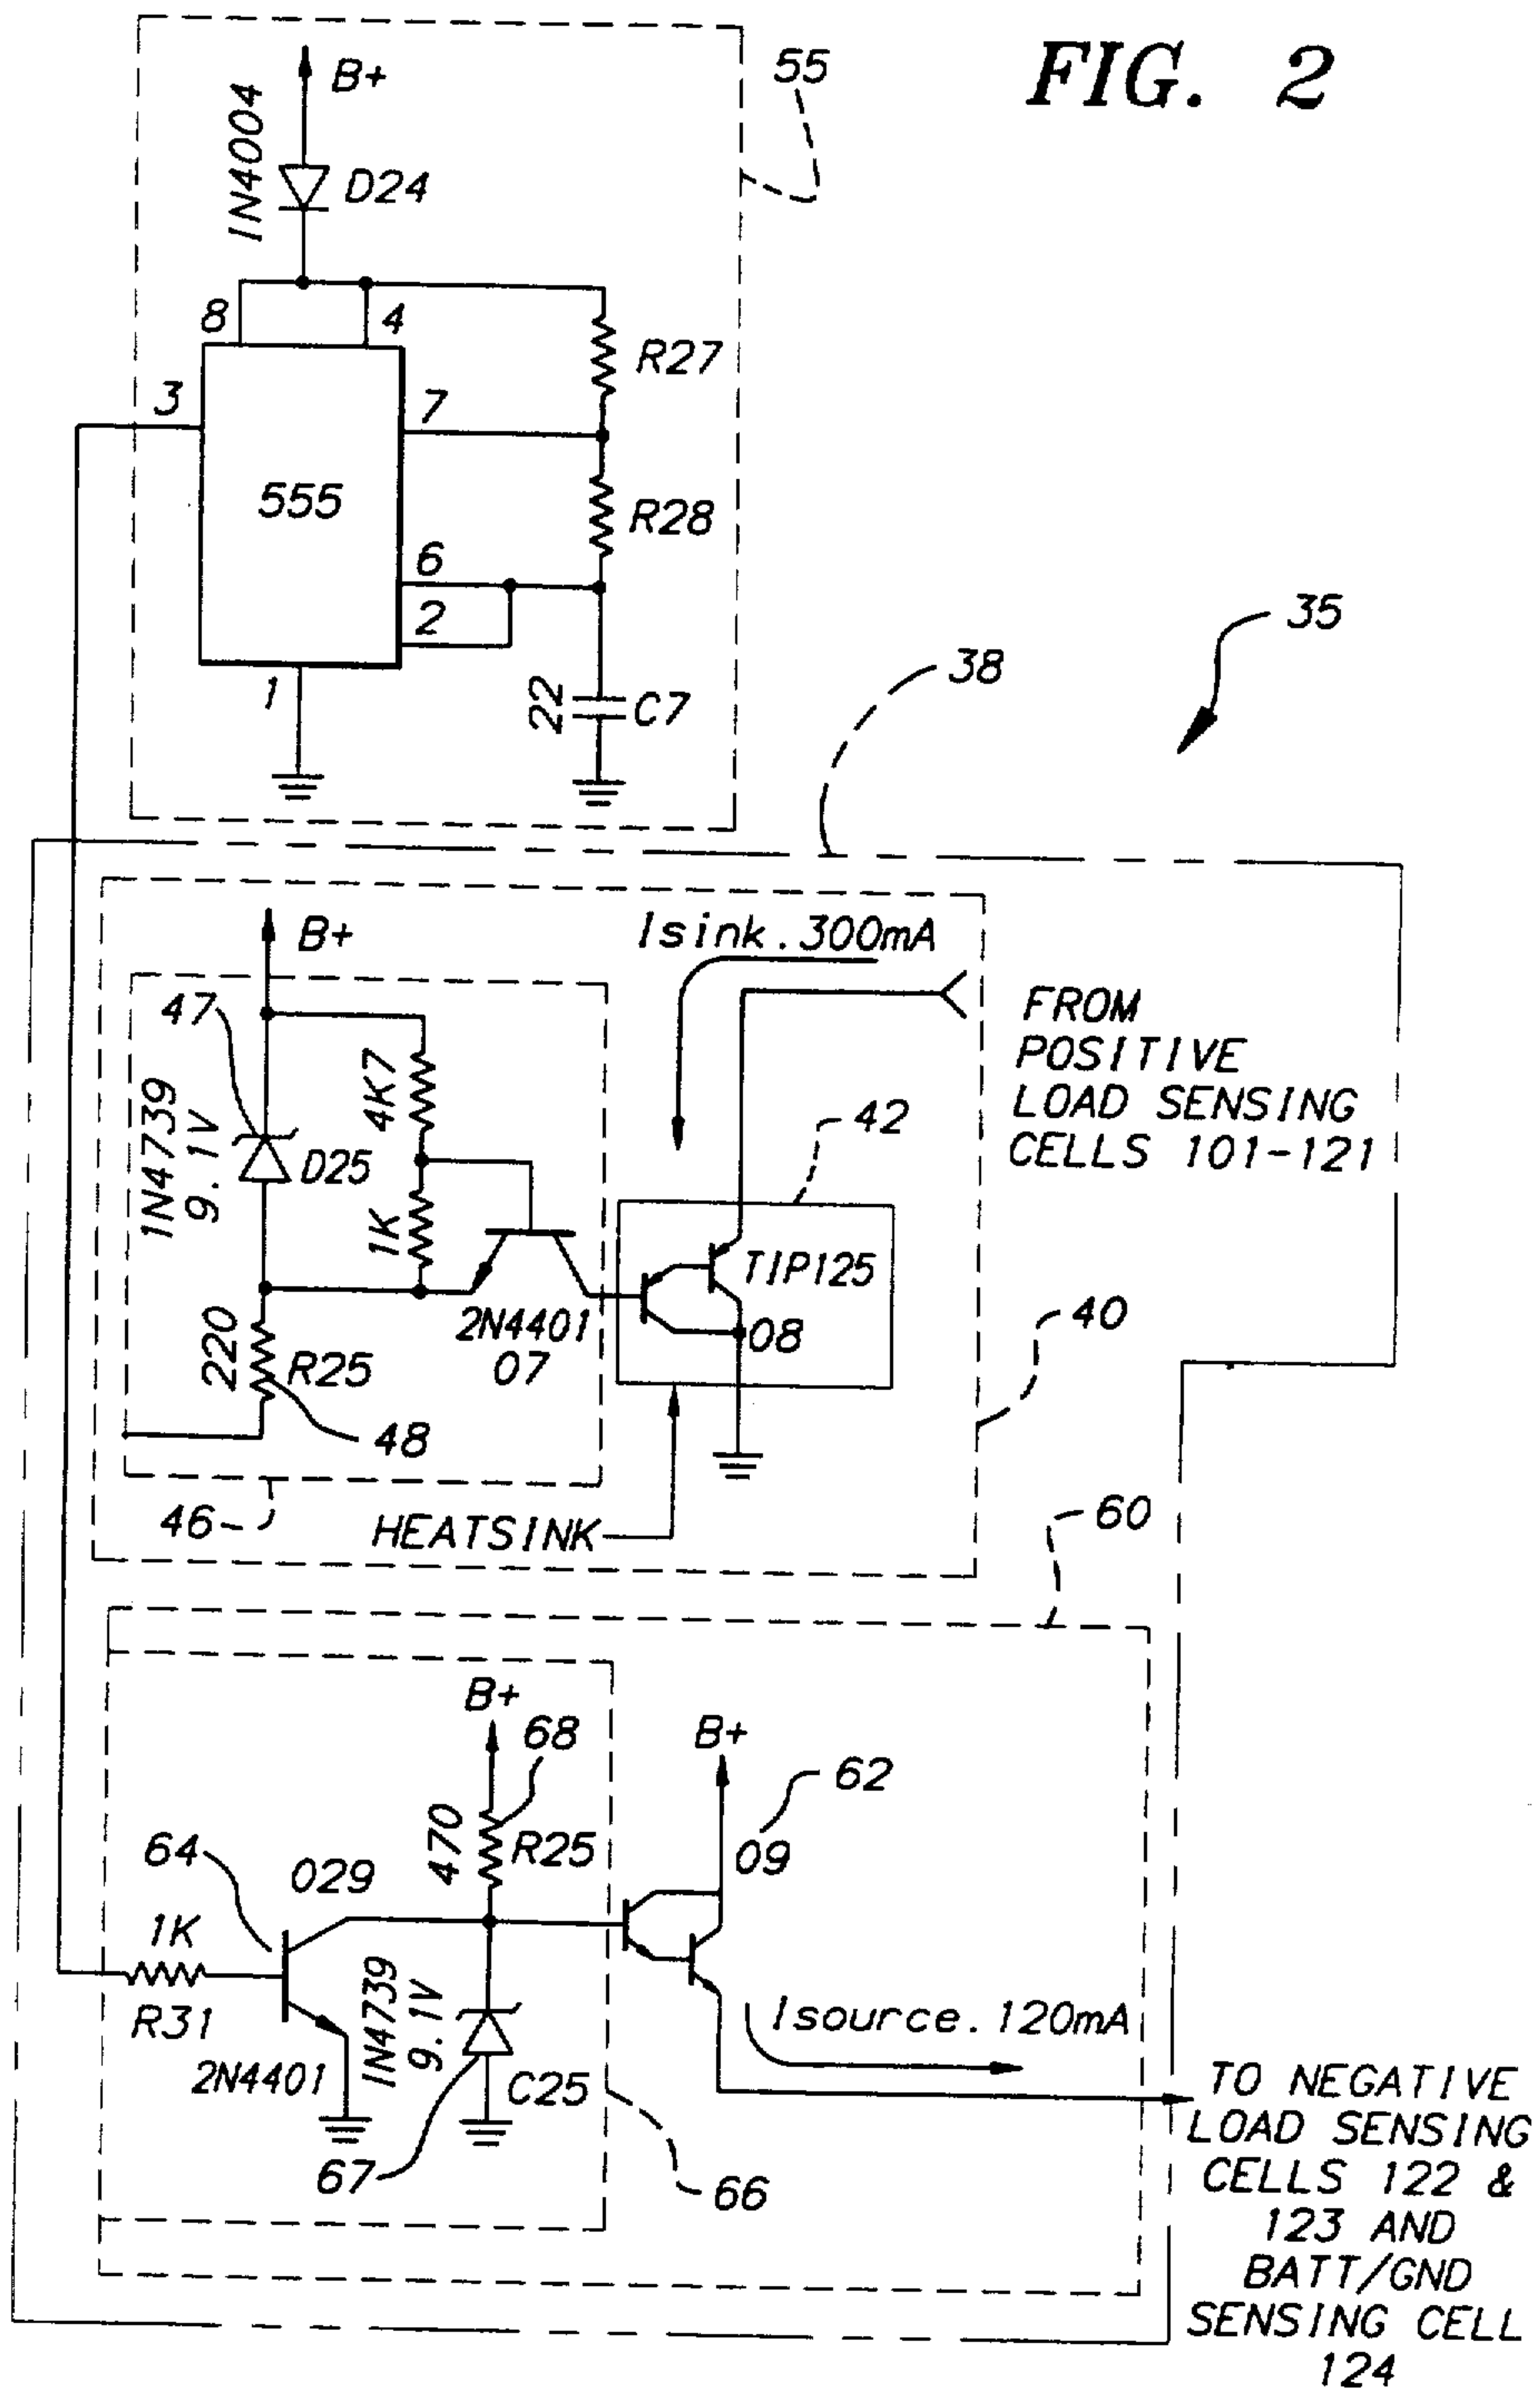 FIG. 2
55
B+
1N4004
D24
8
4
R27
3
7
555
R28
6
2
1
22
C7
35
38
B+
Isink.300mA
47
FROM
POSITIVE
LOAD SENSING
CELLS 101-121
4K7
1N4739
9.1V
D25
42
1K
TIP125
2N4401
07
08
40
220
R25
48
46
HEATSINK
60
B+
68
B+
62
470
R25
09
64
029
1K
R31
1N4739
9.1V
2N4401
C25
Isource.120mA
67
66
TO NEGATIVE
LOAD SENSING
CELLS 122 &
123 AND
BATT/GND
SENSING CELL
124